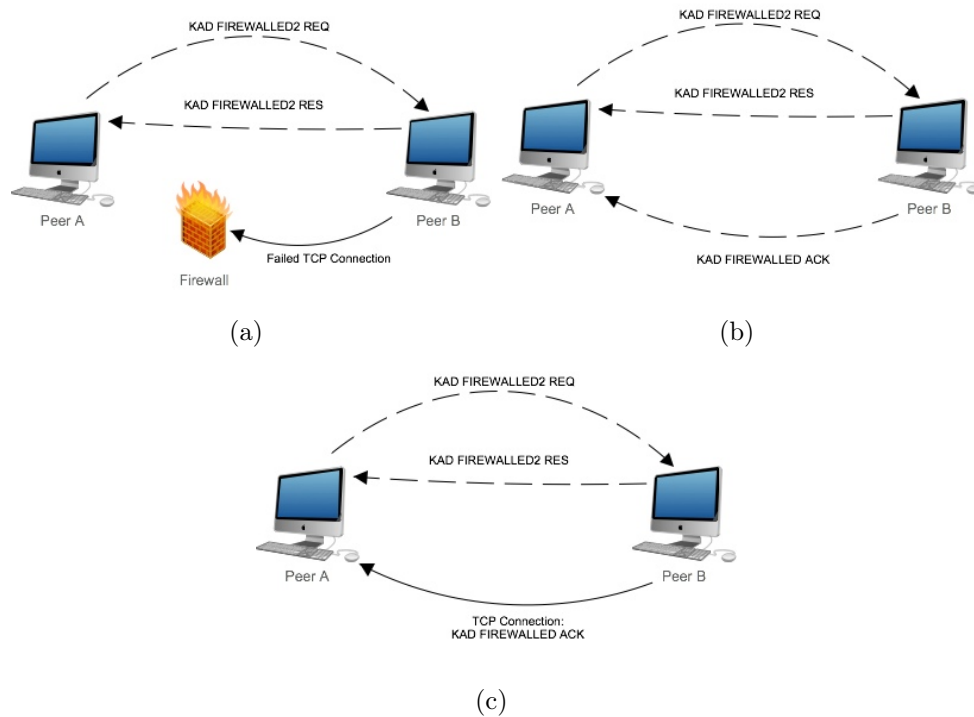 KAD FIREWALLED2 REQ
KAD FIREWALLED2 RES
Peer A
Peer B
Failed TCP Connection
Firewall
(a)
KAD FIREWALLED2 REQ
KAD FIREWALLED2 RES
Peer A
Peer B
KAD FIREWALLED ACK
(b)
KAD FIREWALLED2 REQ
KAD FIREWALLED2 RES
Peer A
Peer B
TCP Connection:
KAD FIREWALLED ACK
(c)